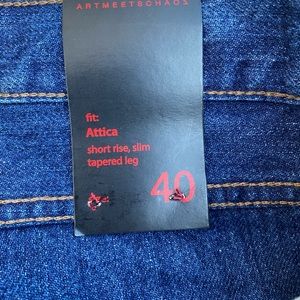 ARTMEETSCHAOS
fit:
Attica
short rise, slim
tapered leg
40